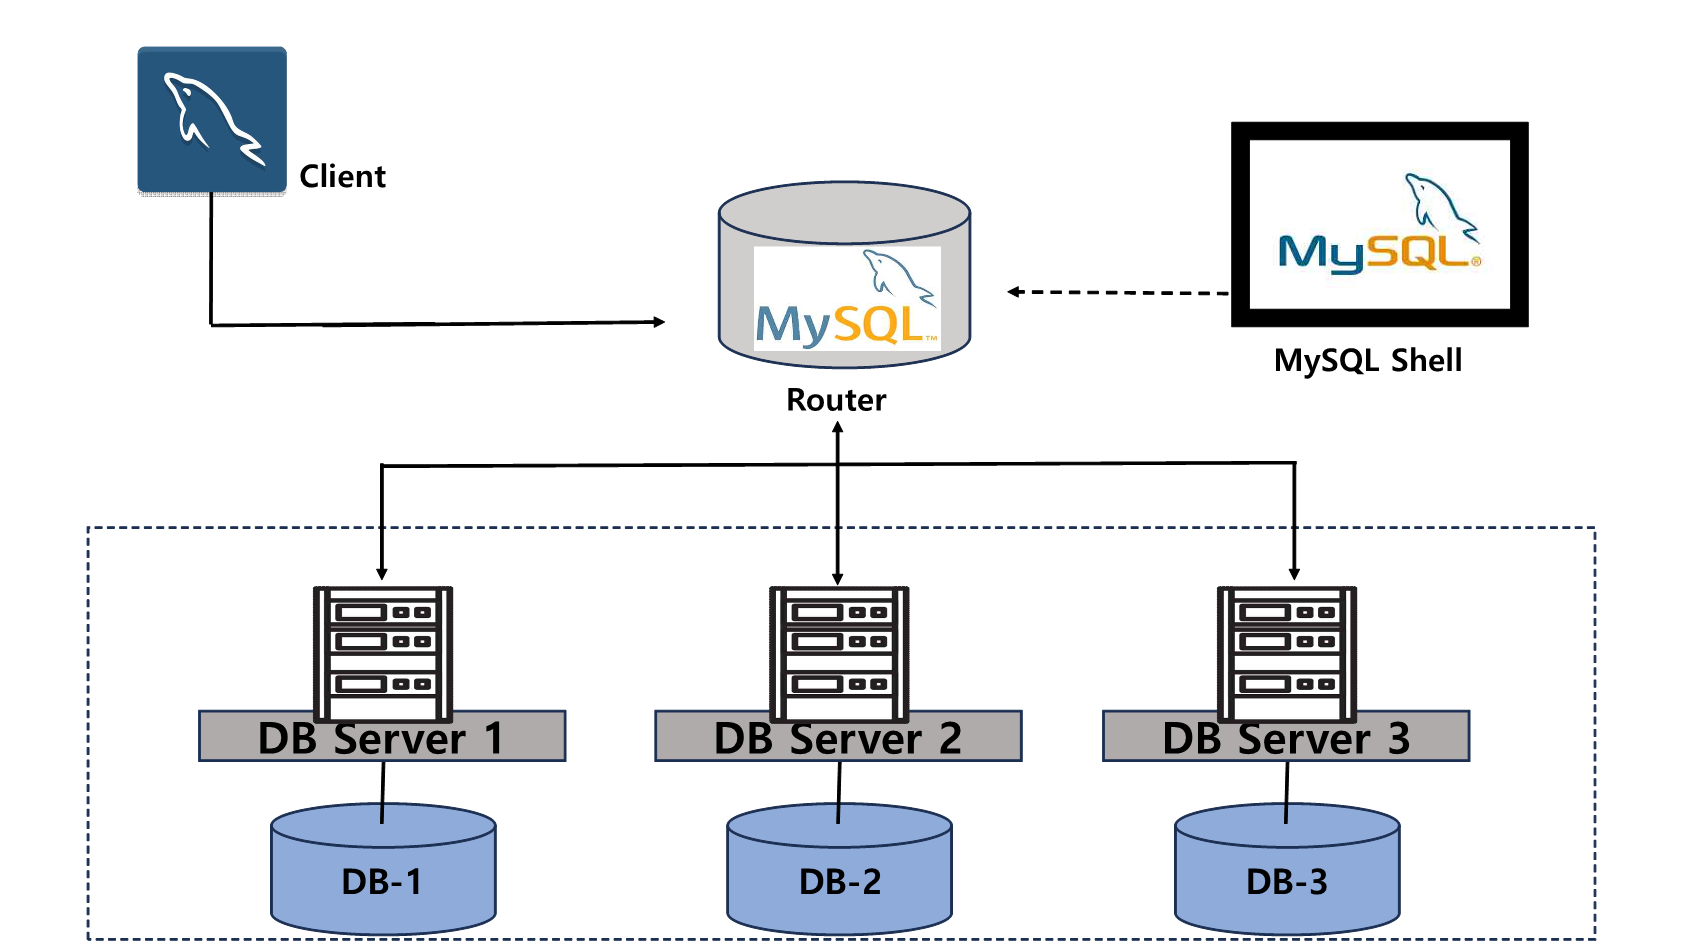 Client
MySQL™
MySQL®
MySQL Shell
Router
DB Server 1
DB Server 2
DB Server 3
DB-1
DB-2
DB-3